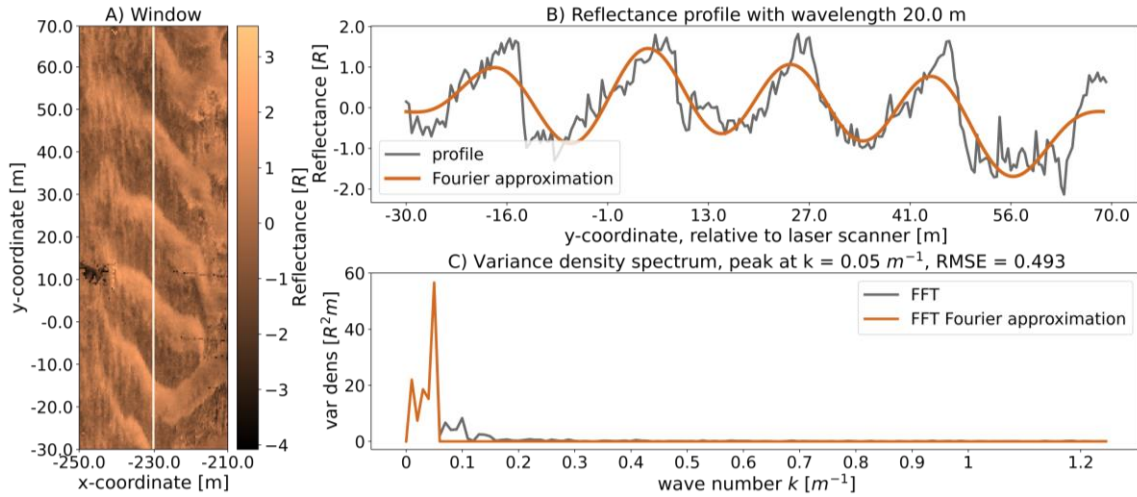 A) Window
70.0
60.0
50.0
40.0
30.0
20.0
10.0
-0.0
-10.0
-20.0
-30.0
y-coordinate [m]
-250.0 -230.0 -210.0
x-coordinate [m]
3
2
1
0
−1
−2
−3
−4
Reflectance [R]
B) Reflectance profile with wavelength 20.0 m
2.0
1.0
0.0
-1.0
-2.0
Reflectance [R]
profile
Fourier approximation
-30.0 -16.0 -1.0 13.0 27.0 41.0 56.0 70.0
y-coordinate, relative to laser scanner [m]
C) Variance density spectrum, peak at k = 0.05 m⁻¹, RMSE = 0.493
60
40
20
0
var dens [R²m]
FFT
FFT Fourier approximation
0 0.1 0.2 0.3 0.4 0.5 0.6 0.7 0.8 0.9 1 1.1 1.2
wave number k [m⁻¹]